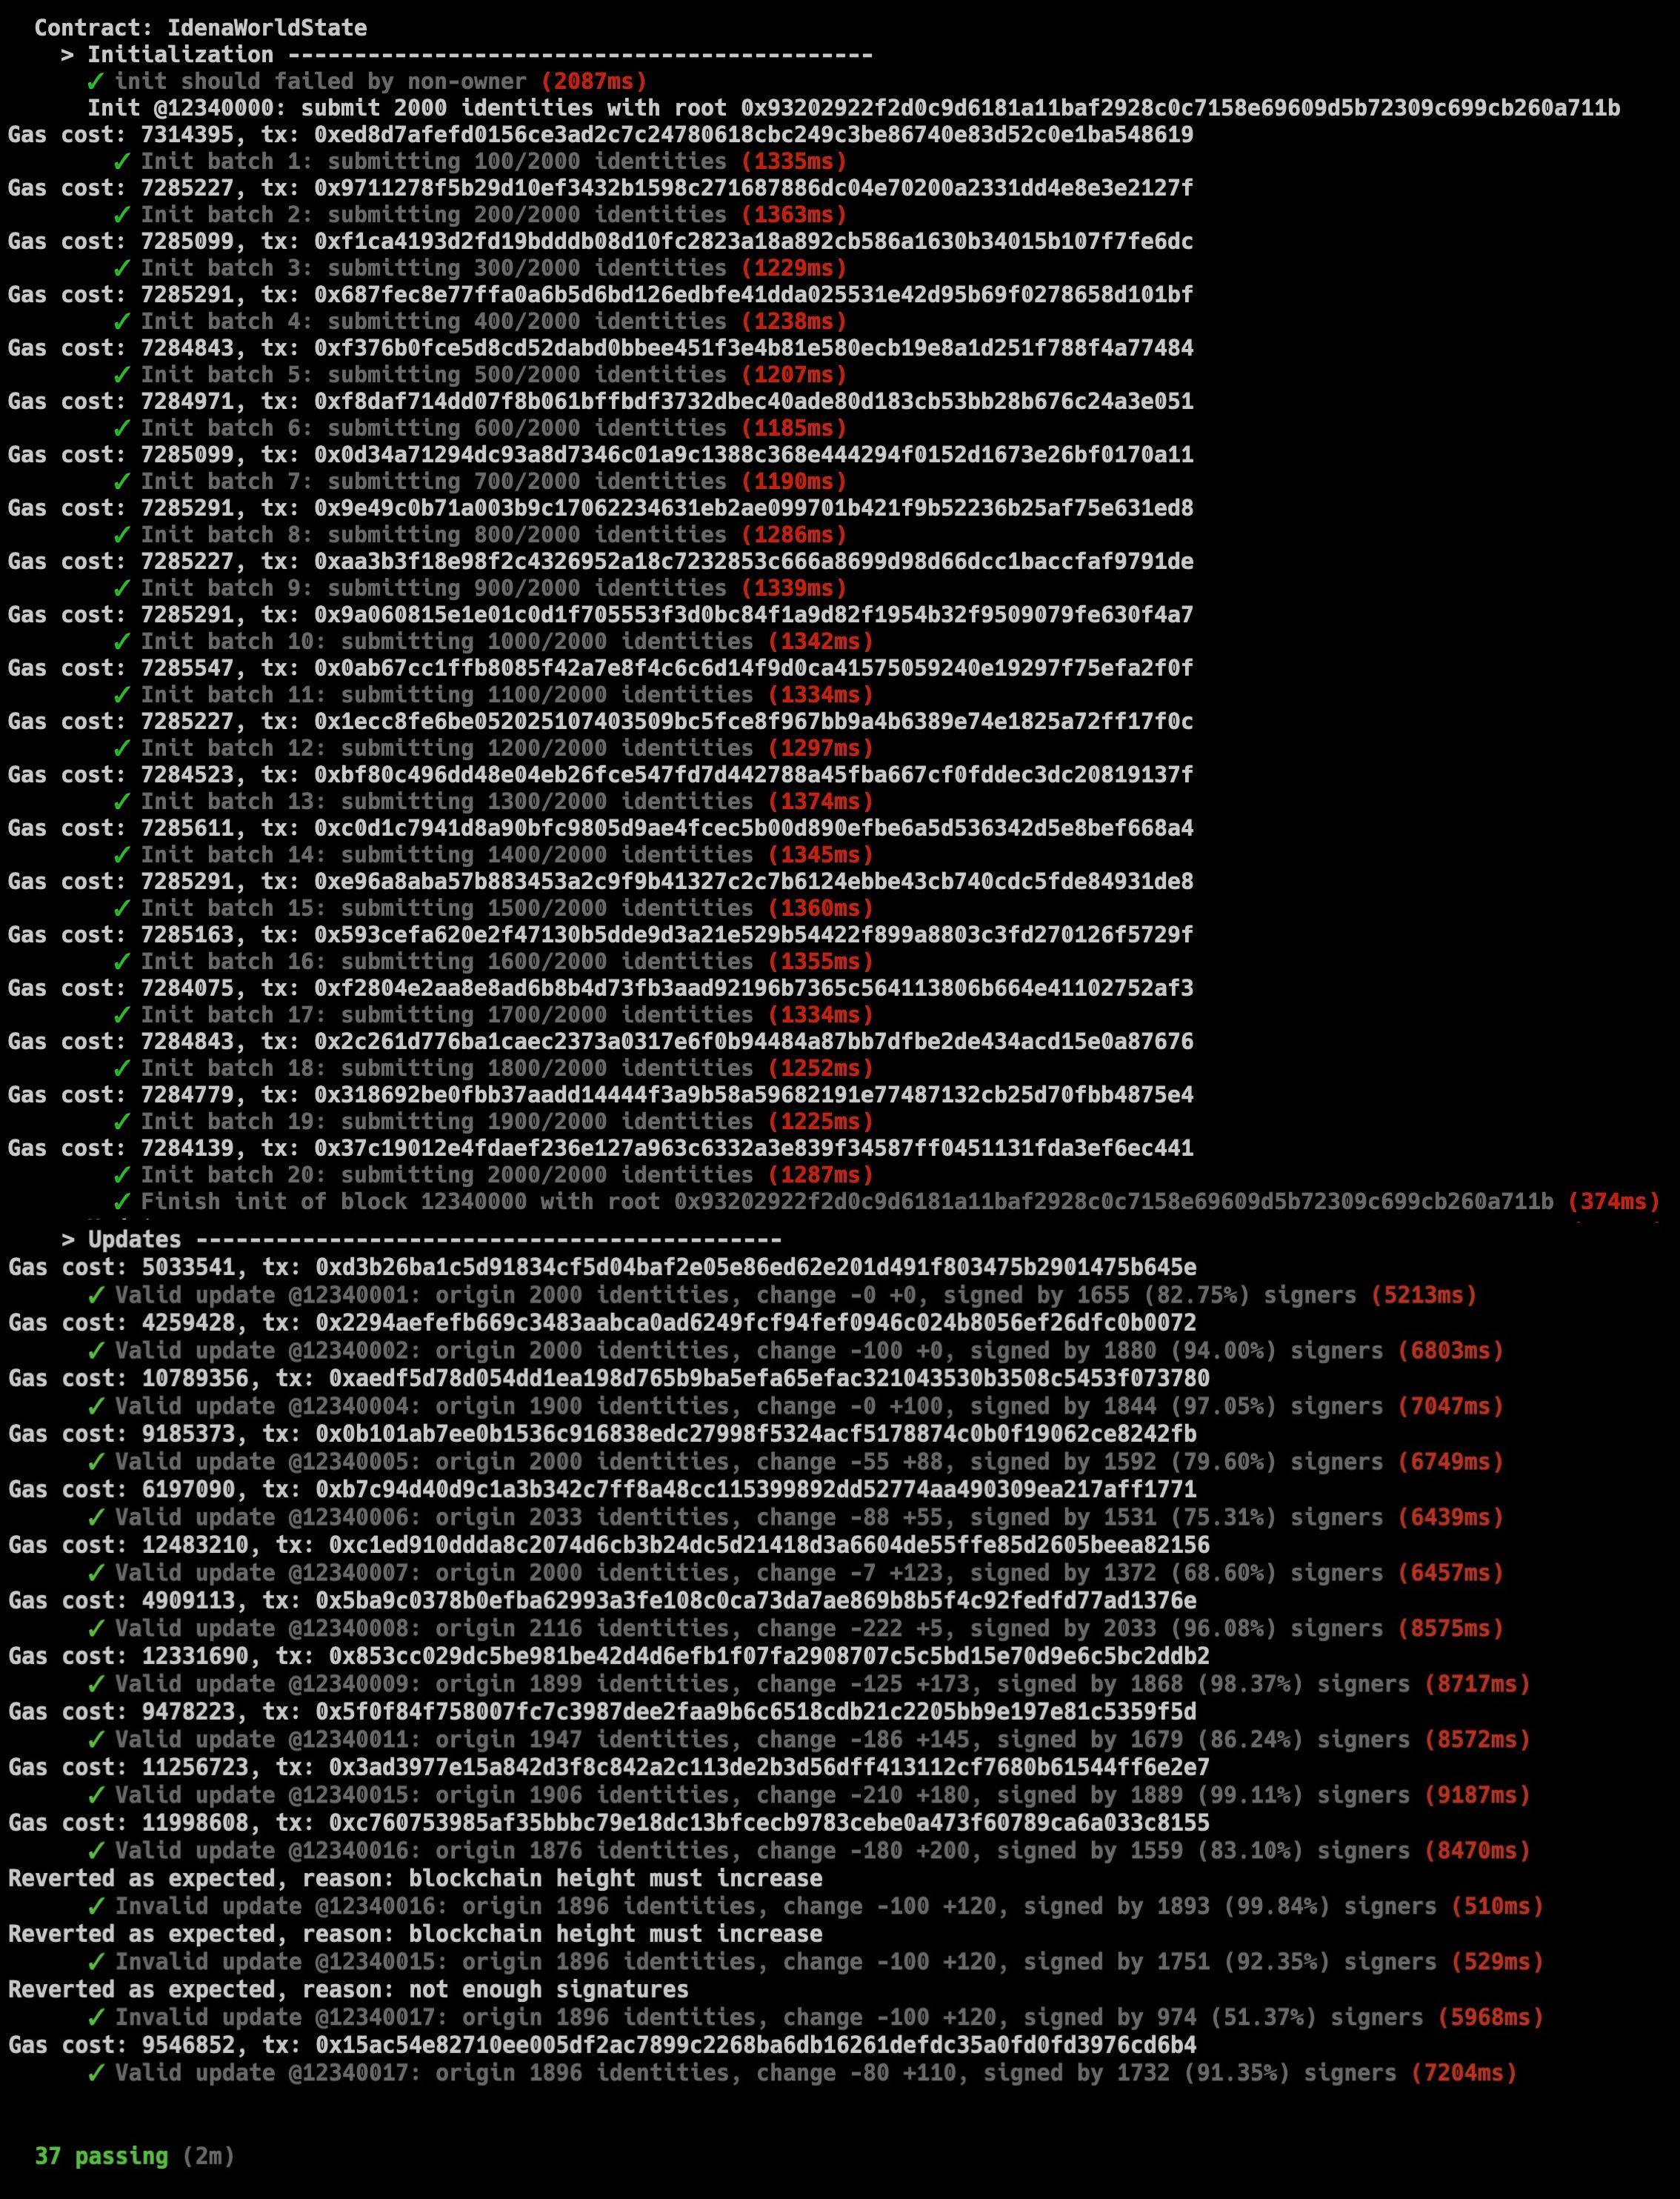 Contract: IdenaWorldState
> Initialization --------------------------------------------
✓ init should failed by non-owner (2087ms)
Init @12340000: submit 2000 identities with root 0x93202922f2d0c9d6181a11baf2928c0c7158e69609d5b72309c699cb260a711b
Gas cost: 7314395, tx: 0xed8d7afefd0156ce3ad2c7c24780618cbc249c3be86740e83d52c0e1ba548619
✓ Init batch 1: submitting 100/2000 identities (1335ms)
Gas cost: 7285227, tx: 0x9711278f5b29d10ef3432b1598c271687886dc04e70200a2331dd4e8e3e2127f
✓ Init batch 2: submitting 200/2000 identities (1363ms)
Gas cost: 7285099, tx: 0xf1ca4193d2fd19bdddb08d10fc2823a18a892cb586a1630b34015b107f7fe6dc
✓ Init batch 3: submitting 300/2000 identities (1229ms)
Gas cost: 7285291, tx: 0x687fec8e77ffa0a6b5d6bd126edbfe41dda025531e42d95b69f0278658d101bf
✓ Init batch 4: submitting 400/2000 identities (1238ms)
Gas cost: 7284843, tx: 0xf376b0fce5d8cd52dabd0bbee451f3e4b81e580ecb19e8a1d251f788f4a77484
✓ Init batch 5: submitting 500/2000 identities (1207ms)
Gas cost: 7284971, tx: 0xf8daf714dd07f8b061bffbdf3732dbec40ade80d183cb53bb28b676c24a3e051
✓ Init batch 6: submitting 600/2000 identities (1185ms)
Gas cost: 7285099, tx: 0x0d34a71294dc93a8d7346c01a9c1388c368e444294f0152d1673e26bf0170a11
✓ Init batch 7: submitting 700/2000 identities (1190ms)
Gas cost: 7285291, tx: 0x9e49c0b71a003b9c17062234631eb2ae099701b421f9b52236b25af75e631ed8
✓ Init batch 8: submitting 800/2000 identities (1286ms)
Gas cost: 7285227, tx: 0xaa3b3f18e98f2c4326952a18c7232853c666a8699d98d66dcc1baccfaf9791de
✓ Init batch 9: submitting 900/2000 identities (1339ms)
Gas cost: 7285291, tx: 0x9a060815e1e01c0d1f705553f3d0bc84f1a9d82f1954b32f9509079fe630f4a7
✓ Init batch 10: submitting 1000/2000 identities (1342ms)
Gas cost: 7285547, tx: 0x0ab67cc1ffb8085f42a7e8f4c6c6d14f9d0ca41575059240e19297f75efa2f0f
✓ Init batch 11: submitting 1100/2000 identities (1334ms)
Gas cost: 7285227, tx: 0x1ecc8fe6be052025107403509bc5fce8f967bb9a4b6389e74e1825a72ff17f0c
✓ Init batch 12: submitting 1200/2000 identities (1297ms)
Gas cost: 7284523, tx: 0xbf80c496dd48e04eb26fce547fd7d442788a45fba667cf0fddec3dc20819137f
✓ Init batch 13: submitting 1300/2000 identities (1374ms)
Gas cost: 7285611, tx: 0xc0d1c7941d8a90bfc9805d9ae4fcec5b00d890efbe6a5d536342d5e8bef668a4
✓ Init batch 14: submitting 1400/2000 identities (1345ms)
Gas cost: 7285291, tx: 0xe96a8aba57b883453a2c9f9b41327c2c7b6124ebbe43cb740cdc5fde84931de8
✓ Init batch 15: submitting 1500/2000 identities (1360ms)
Gas cost: 7285163, tx: 0x593cefa620e2f47130b5dde9d3a21e529b54422f899a8803c3fd270126f5729f
✓ Init batch 16: submitting 1600/2000 identities (1355ms)
Gas cost: 7284075, tx: 0xf2804e2aa8e8ad6b8b4d73fb3aad92196b7365c564113806b664e41102752af3
✓ Init batch 17: submitting 1700/2000 identities (1334ms)
Gas cost: 7284843, tx: 0x2c261d776ba1caec2373a0317e6f0b94484a87bb7dfbe2de434acd15e0a87676
✓ Init batch 18: submitting 1800/2000 identities (1252ms)
Gas cost: 7284779, tx: 0x318692be0fbb37aadd14444f3a9b58a59682191e77487132cb25d70fbb4875e4
✓ Init batch 19: submitting 1900/2000 identities (1225ms)
Gas cost: 7284139, tx: 0x37c19012e4fdaef236e127a963c6332a3e839f34587ff0451131fda3ef6ec441
✓ Init batch 20: submitting 2000/2000 identities (1287ms)
✓ Finish init of block 12340000 with root 0x93202922f2d0c9d6181a11baf2928c0c7158e69609d5b72309c699cb260a711b (374ms)
> Updates --------------------------------------------
Gas cost: 5033541, tx: 0xd3b26ba1c5d91834cf5d04baf2e05e86ed62e201d491f803475b2901475b645e
✓ Valid update @12340001: origin 2000 identities, change -0 +0, signed by 1655 (82.75%) signers (5213ms)
Gas cost: 4259428, tx: 0x2294aefefb669c3483aabca0ad6249fcf94fef0946c024b8056ef26dfc0b0072
✓ Valid update @12340002: origin 2000 identities, change -100 +0, signed by 1880 (94.00%) signers (6803ms)
Gas cost: 10789356, tx: 0xaedf5d78d054dd1ea198d765b9ba5efa65efac321043530b3508c5453f073780
✓ Valid update @12340004: origin 1900 identities, change -0 +100, signed by 1844 (97.05%) signers (7047ms)
Gas cost: 9185373, tx: 0x0b101ab7ee0b1536c916838edc27998f5324acf5178874c0b0f19062ce8242fb
✓ Valid update @12340005: origin 2000 identities, change -55 +88, signed by 1592 (79.60%) signers (6749ms)
Gas cost: 6197090, tx: 0xb7c94d40d9c1a3b342c7ff8a48cc115399892dd52774aa490309ea217aff1771
✓ Valid update @12340006: origin 2033 identities, change -88 +55, signed by 1531 (75.31%) signers (6439ms)
Gas cost: 12483210, tx: 0xc1ed910ddda8c2074d6cb3b24dc5d21418d3a6604de55ffe85d2605beea82156
✓ Valid update @12340007: origin 2000 identities, change -7 +123, signed by 1372 (68.60%) signers (6457ms)
Gas cost: 4909113, tx: 0x5ba9c0378b0efba62993a3fe108c0ca73da7ae869b8b5f4c92fedfd77ad1376e
✓ Valid update @12340008: origin 2116 identities, change -222 +5, signed by 2033 (96.08%) signers (8575ms)
Gas cost: 12331690, tx: 0x853cc029dc5be981be42d4d6efb1f07fa2908707c5c5bd15e70d9e6c5bc2ddb2
✓ Valid update @12340009: origin 1899 identities, change -125 +173, signed by 1868 (98.37%) signers (8717ms)
Gas cost: 9478223, tx: 0x5f0f84f758007fc7c3987dee2faa9b6c6518cdb21c2205bb9e197e81c5359f5d
✓ Valid update @12340011: origin 1947 identities, change -186 +145, signed by 1679 (86.24%) signers (8572ms)
Gas cost: 11256723, tx: 0x3ad3977e15a842d3f8c842a2c113de2b3d56dff413112cf7680b61544ff6e2e7
✓ Valid update @12340015: origin 1906 identities, change -210 +180, signed by 1889 (99.11%) signers (9187ms)
Gas cost: 11998608, tx: 0xc760753985af35bbbc79e18dc13bfcecb9783cebe0a473f60789ca6a033c8155
✓ Valid update @12340016: origin 1876 identities, change -180 +200, signed by 1559 (83.10%) signers (8470ms)
Reverted as expected, reason: blockchain height must increase
✓ Invalid update @12340016: origin 1896 identities, change -100 +120, signed by 1893 (99.84%) signers (510ms)
Reverted as expected, reason: blockchain height must increase
✓ Invalid update @12340015: origin 1896 identities, change -100 +120, signed by 1751 (92.35%) signers (529ms)
Reverted as expected, reason: not enough signatures
✓ Invalid update @12340017: origin 1896 identities, change -100 +120, signed by 974 (51.37%) signers (5968ms)
Gas cost: 9546852, tx: 0x15ac54e82710ee005df2ac7899c2268ba6db16261defdc35a0fd0fd3976cd6b4
✓ Valid update @12340017: origin 1896 identities, change -80 +110, signed by 1732 (91.35%) signers (7204ms)
37 passing (2m)